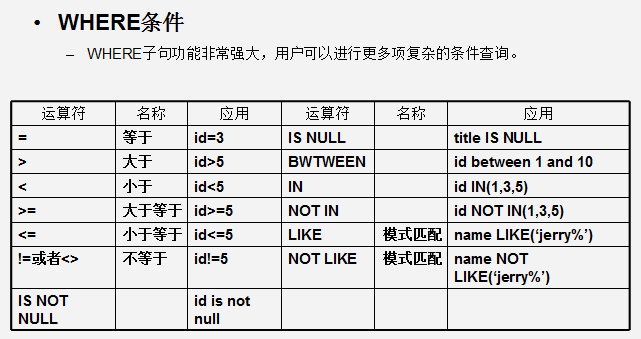 • WHERE条件
– WHERE子句功能非常强大，用户可以进行更多项复杂的条件查询。
运算符 名称 应用 运算符 名称 应用
= 等于 id=3 IS NULL title IS NULL
> 大于 id>5 BWTWEEN id between 1 and 10
< 小于 id<5 IN id IN(1,3,5)
>= 大于等于 id>=5 NOT IN id NOT IN(1,3,5)
<= 小于等于 id<=5 LIKE 模式匹配 name LIKE(‘jerry%’)
!=或者<> 不等于 id!=5 NOT LIKE 模式匹配 name NOT
LIKE(‘jerry%’)
IS NOT id is not
NULL null